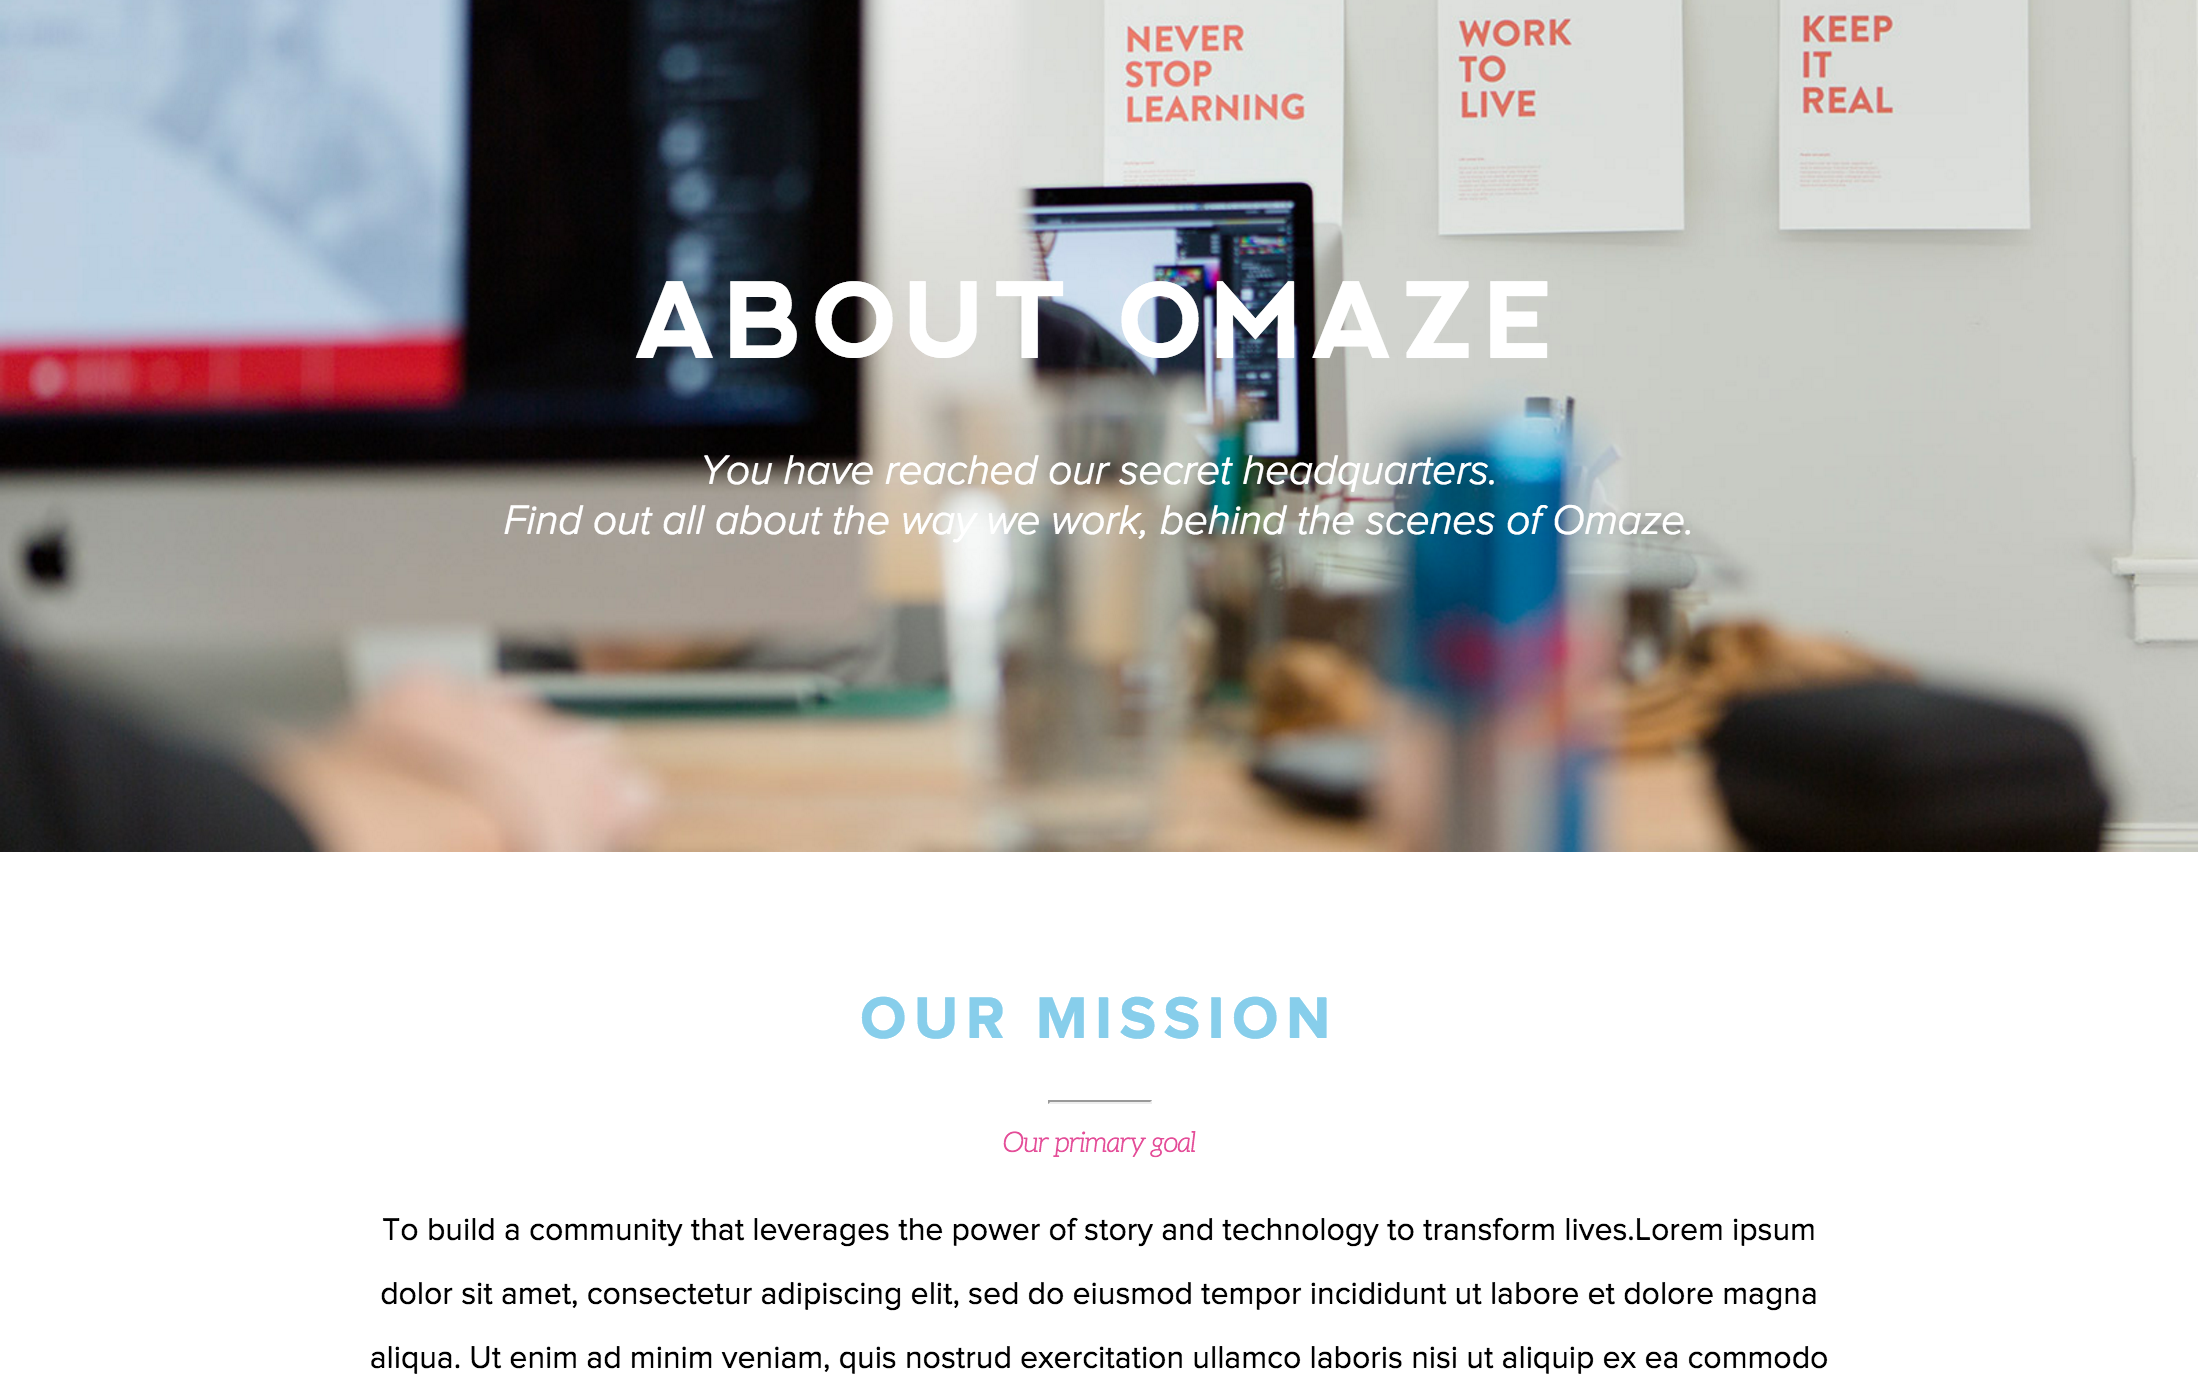 NEVER
STOP
LEARNING
WORK
TO
LIVE
KEEP
IT
REAL
ABOUT OMAZE
You have reached our secret headquarters.
Find out all about the way we work, behind the scenes of Omaze.
OUR MISSION
Our primary goal
To build a community that leverages the power of story and technology to transform lives.Lorem ipsum
dolor sit amet, consectetur adipiscing elit, sed do eiusmod tempor incididunt ut labore et dolore magna
aliqua. Ut enim ad minim veniam, quis nostrud exercitation ullamco laboris nisi ut aliquip ex ea commodo